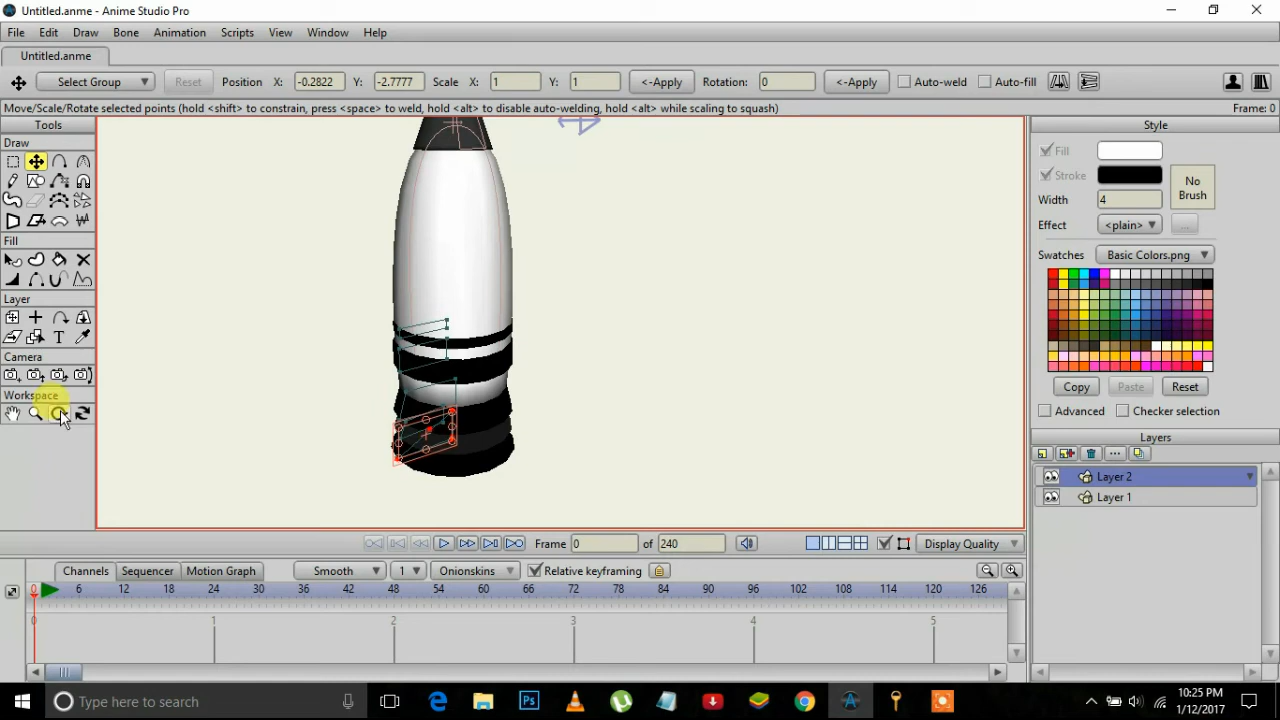 Untitled.anme - Anime Studio Pro
File Edit Draw Bone Animation Scripts View Window Help
Untitled.anme
Select Group Reset Position X: -0.2822 Y: -2.7777 Scale X: 1 Y: 1 <-Apply Rotation: 0 <-Apply Auto-weld Auto-fill
Move/Scale/Rotate selected points (hold <shift> to constrain, press <space> to weld, hold <alt> to disable auto-welding, hold <alt> while scaling to squash) Frame: 0
Tools
Draw
Fill
Layer
Camera
Workspace
Style
Fill
Stroke
No Brush
Width 4
Effect <plain> ...
Swatches Basic Colors.png
Copy Paste Reset
Advanced Checker selection
Layers
Layer 2
Layer 1
Frame 0 of 240 Display Quality
Channels Sequencer Motion Graph Smooth 1 Onionskins Relative keyframing
0 6 12 18 24 30 36 42 48 54 60 66 72 78 84 90 96 102 108 114 120 126
0 1 2 3 4 5
Type here to search
10:25 PM
1/12/2017